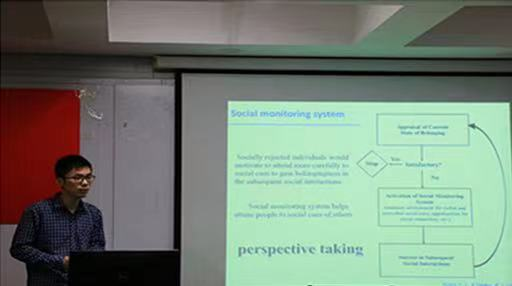 Social monitoring system
Appraisal of Current
State of Belonging
Socially rejected individuals would
motivate to attend more carefully to
social cues to gain belongingness in
the subsequent social interactions.
Stop
Yes
Satisfactory?
No
Activation of Social Monitoring
System
Social monitoring system helps
attune people to social cues of others
perspective taking
Success in Subsequent
Social Interactions